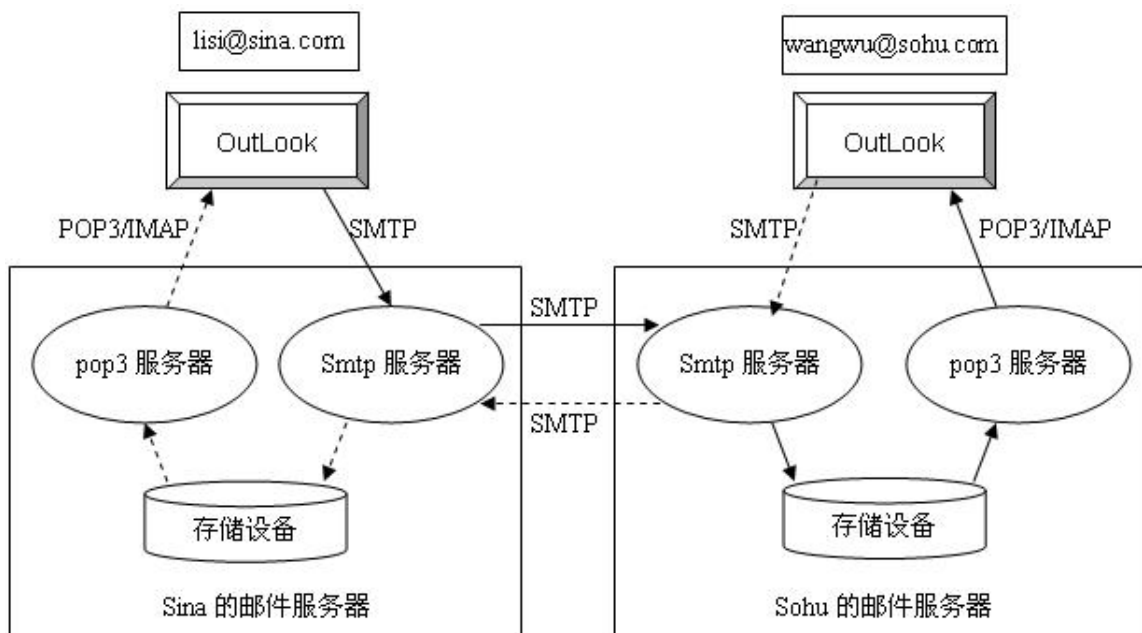 lisi@sina.com
wangwu@sohu.com
OutLook
OutLook
POP3/IMAP
SMTP
SMTP
POP3/IMAP
SMTP
pop3 服务器
Smtp 服务器
Smtp 服务器
pop3 服务器
SMTP
存储设备
存储设备
Sina 的邮件服务器
Sohu 的邮件服务器